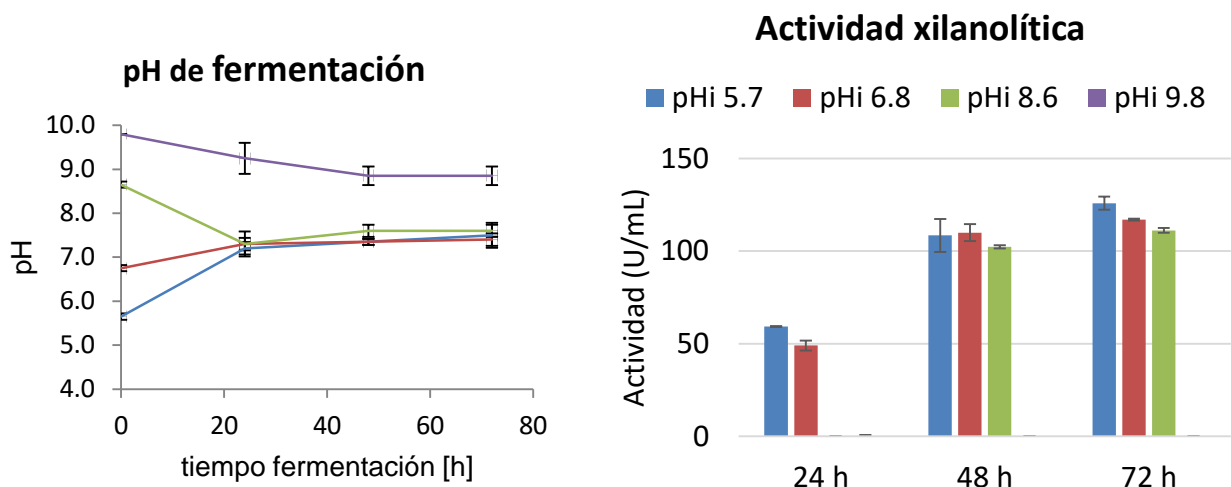 pH de fermentación
10.0
9.0
8.0
7.0
6.0
5.0
4.0
pH
0 20 40 60 80
tiempo fermentación [h]
Actividad xilanolítica
pHi 5.7 pHi 6.8 pHi 8.6 pHi 9.8
150
100
50
0
Actividad (U/mL)
24 h 48 h 72 h